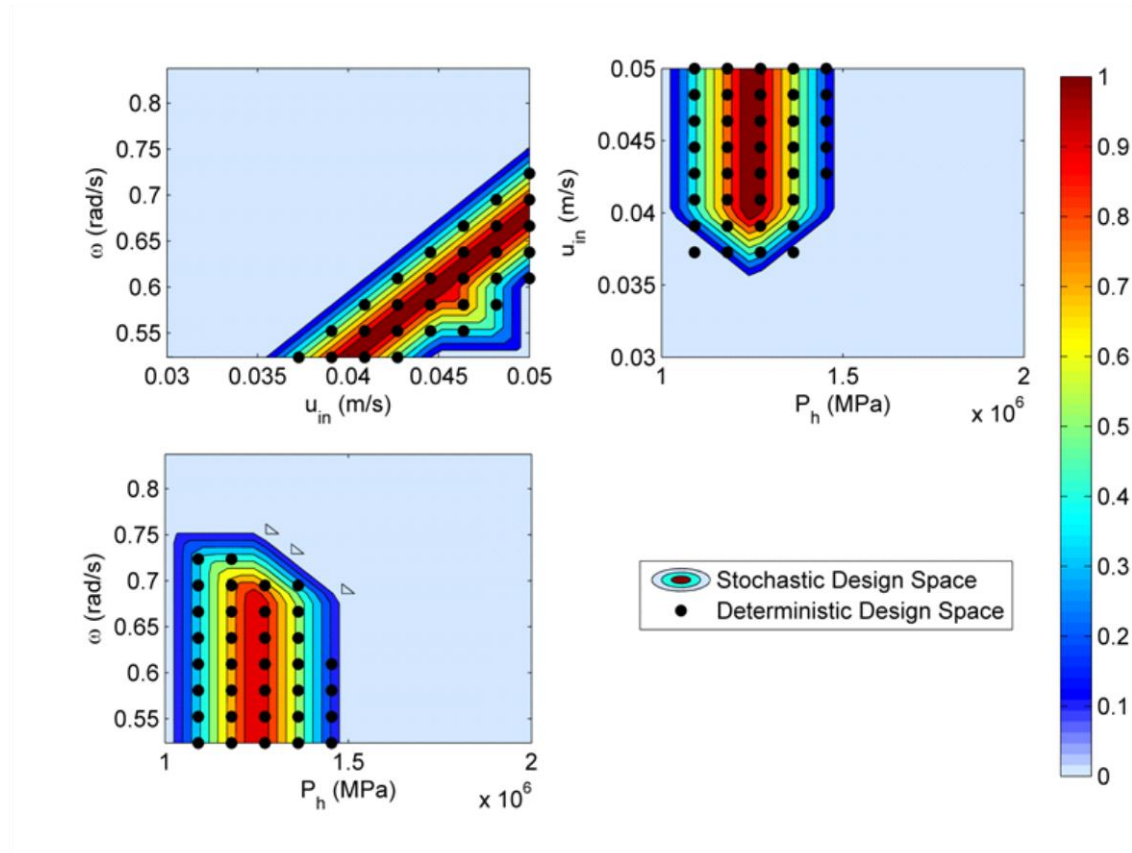 0.8
0.75
0.7
0.65
0.6
0.55
ω (rad/s)
0.03 0.035 0.04 0.045 0.05
u_in (m/s)
0.05
0.045
0.04
0.035
0.03
u_in (m/s)
1 1.5 2
P_h (MPa)
x 10^6
0.8
0.75
0.7
0.65
0.6
0.55
ω (rad/s)
1 1.5 2
P_h (MPa)
x 10^6
Stochastic Design Space
Deterministic Design Space
1
0.9
0.8
0.7
0.6
0.5
0.4
0.3
0.2
0.1
0